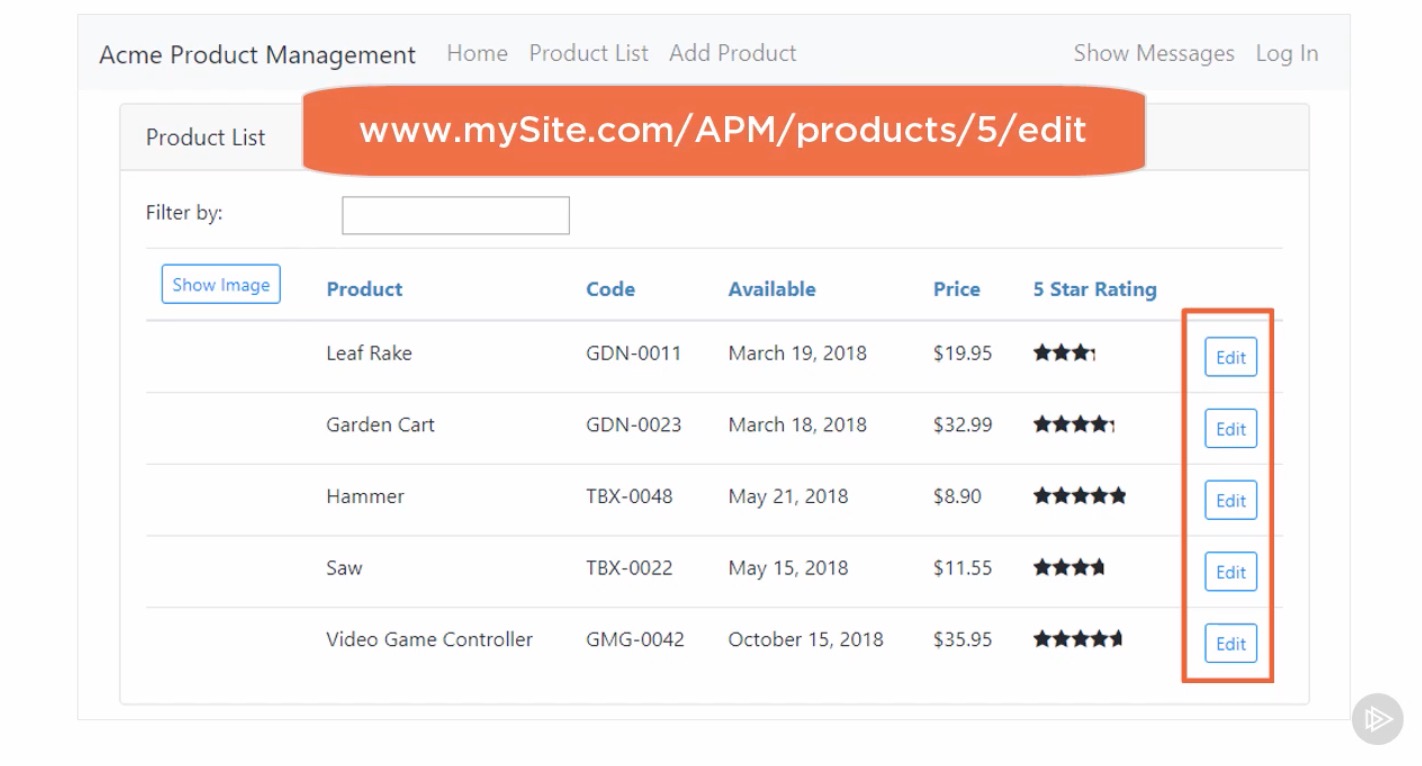 Acme Product Management Home Product List Add Product Show Messages Log In
www.mySite.com/APM/products/5/edit
Product List
Filter by:
Show Image Product Code Available Price 5 Star Rating
Leaf Rake GDN-0011 March 19, 2018 $19.95 Edit
Garden Cart GDN-0023 March 18, 2018 $32.99 Edit
Hammer TBX-0048 May 21, 2018 $8.90 Edit
Saw TBX-0022 May 15, 2018 $11.55 Edit
Video Game Controller GMG-0042 October 15, 2018 $35.95 Edit